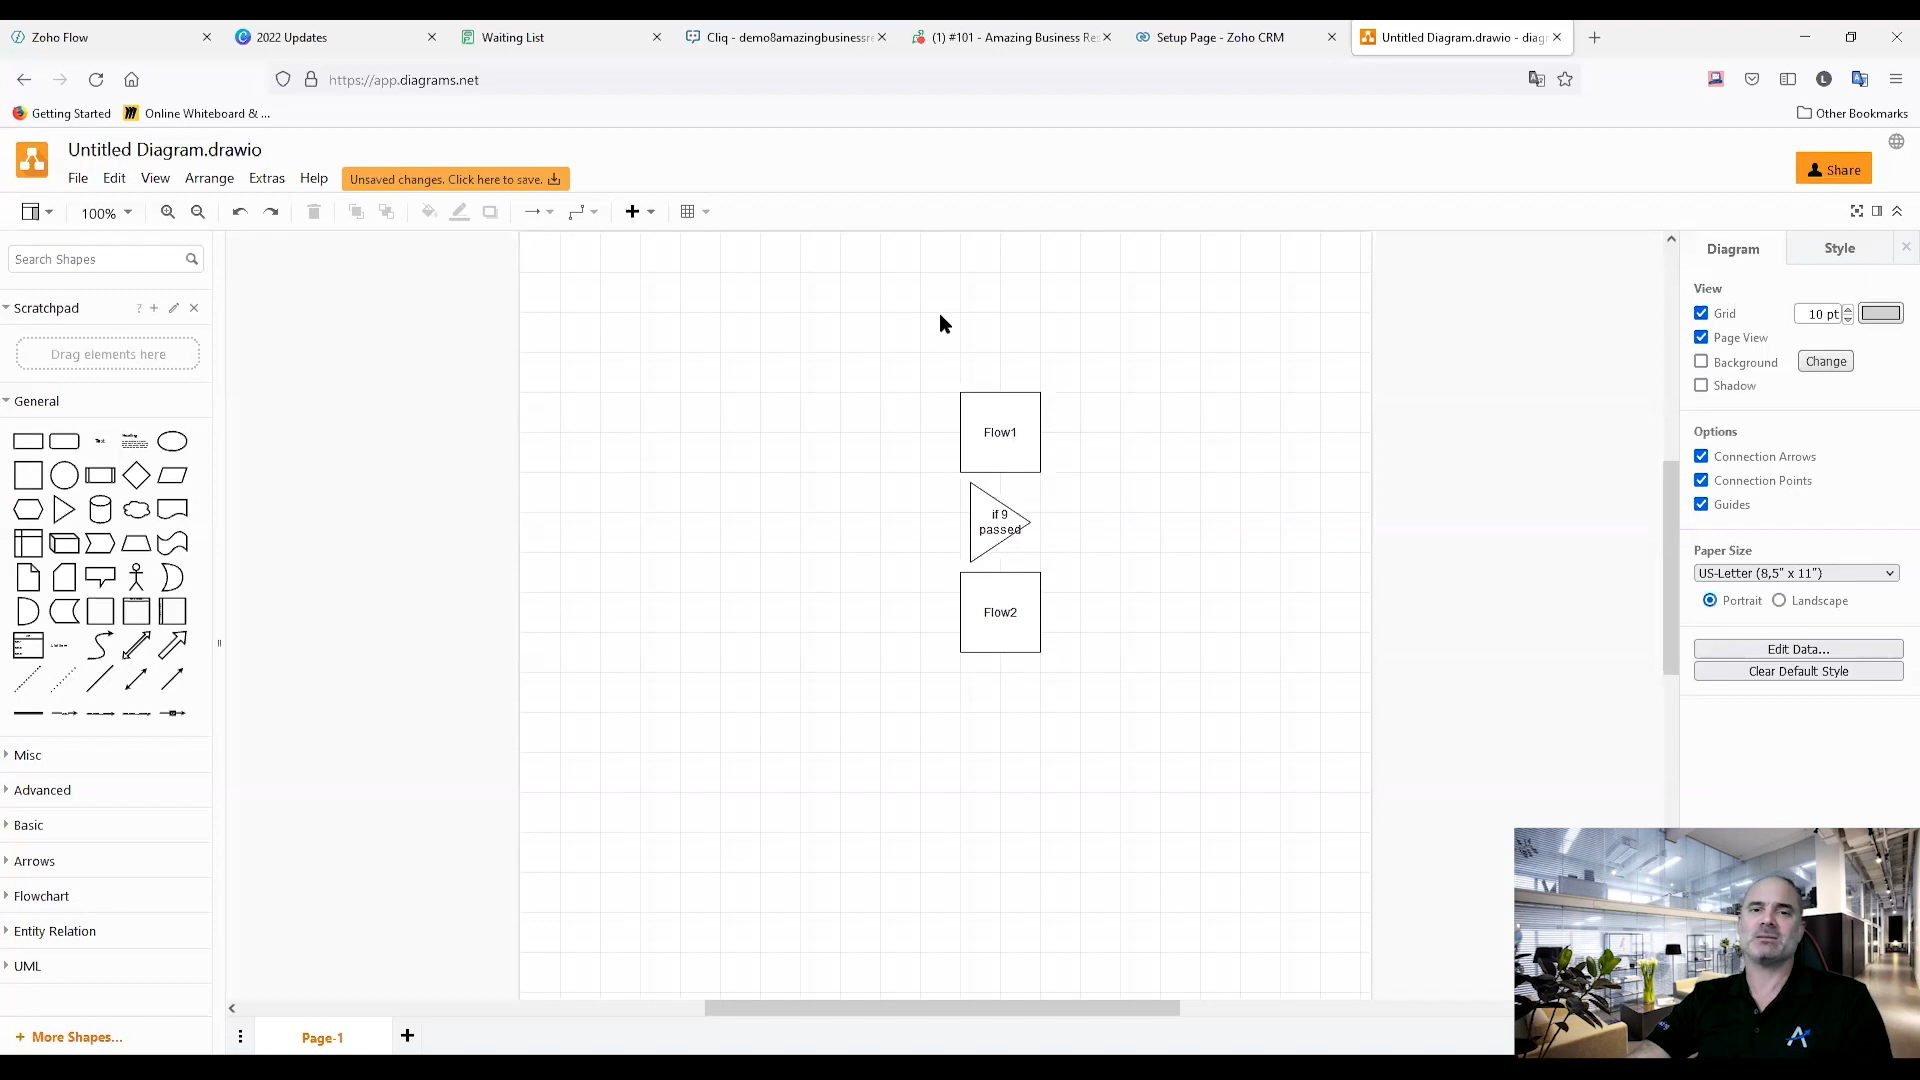 Zoho Flow
2022 Updates
Waiting List
Cliq - demo8amazingbusinessre
(1) #101 - Amazing Business Re
Setup Page - Zoho CRM
Untitled Diagram.drawio - diag
https://app.diagrams.net
L
Getting Started
Online Whiteboard & ...
Other Bookmarks
Untitled Diagram.drawio
File
Edit
View
Arrange
Extras
Help
Unsaved changes. Click here to save.
Share
100%
Search Shapes
Scratchpad
?
Drag elements here
General
Text
Heading
Misc
Advanced
Basic
Arrows
Flowchart
Entity Relation
UML
+ More Shapes...
Flow1
if 9
passed
Flow2
Page-1
Diagram
Style
View
Grid
10 pt
Page View
Background
Change
Shadow
Options
Connection Arrows
Connection Points
Guides
Paper Size
US-Letter (8,5" x 11")
Portrait
Landscape
Edit Data...
Clear Default Style